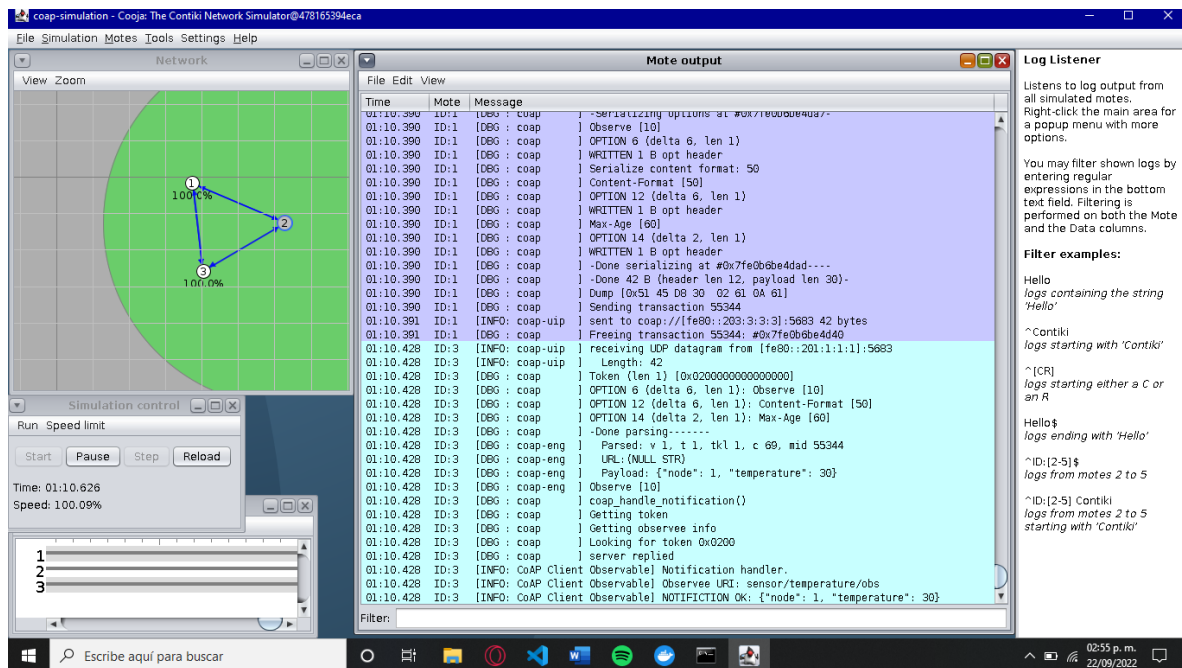 coap-simulation - Cooja: The Contiki Network Simulator@478165394eca
File Simulation Motes Tools Settings Help
Network
View Zoom
1
100.0%
2
3
100.0%
Simulation control
Run Speed limit
Start Pause Step Reload
Time: 01:10.626
Speed: 100.09%
1
2
3
Mote output
File Edit View
Time Mote Message
01:10.390 ID:1 [DBG : coap ] -Serializing options at #0x7fe0b6be4da7-
01:10.390 ID:1 [DBG : coap ] Observe [10]
01:10.390 ID:1 [DBG : coap ] OPTION 6 (delta 6, len 1)
01:10.390 ID:1 [DBG : coap ] WRITTEN 1 B opt header
01:10.390 ID:1 [DBG : coap ] Serialize content format: 50
01:10.390 ID:1 [DBG : coap ] Content-Format [50]
01:10.390 ID:1 [DBG : coap ] OPTION 12 (delta 6, len 1)
01:10.390 ID:1 [DBG : coap ] WRITTEN 1 B opt header
01:10.390 ID:1 [DBG : coap ] Max-Age [60]
01:10.390 ID:1 [DBG : coap ] OPTION 14 (delta 2, len 1)
01:10.390 ID:1 [DBG : coap ] WRITTEN 1 B opt header
01:10.390 ID:1 [DBG : coap ] -Done serializing at #0x7fe0b6be4dad----
01:10.390 ID:1 [DBG : coap ] -Done 42 B (header len 12, payload len 30)-
01:10.390 ID:1 [DBG : coap ] Dump [0x51 45 D8 30 02 61 0A 61]
01:10.390 ID:1 [DBG : coap ] Sending transaction 55344
01:10.391 ID:1 [INFO: coap-uip ] sent to coap://[fe80::203:3:3:3]:5683 42 bytes
01:10.391 ID:1 [DBG : coap ] Freeing transaction 55344: #0x7fe0b6be4d40
01:10.428 ID:3 [INFO: coap-uip ] receiving UDP datagram from [fe80::201:1:1:1]:5683
01:10.428 ID:3 [INFO: coap-uip ] Length: 42
01:10.428 ID:3 [DBG : coap ] Token (len 1) [0x0200000000000000]
01:10.428 ID:3 [DBG : coap ] OPTION 6 (delta 6, len 1): Observe [10]
01:10.428 ID:3 [DBG : coap ] OPTION 12 (delta 6, len 1): Content-Format [50]
01:10.428 ID:3 [DBG : coap ] OPTION 14 (delta 2, len 1): Max-Age [60]
01:10.428 ID:3 [DBG : coap ] -Done parsing-------
01:10.428 ID:3 [DBG : coap-eng ] Parsed: v 1, t 1, tkl 1, c 69, mid 55344
01:10.428 ID:3 [DBG : coap-eng ] URL:(NULL STR)
01:10.428 ID:3 [DBG : coap-eng ] Payload: {"node": 1, "temperature": 30}
01:10.428 ID:3 [DBG : coap-eng ] Observe [10]
01:10.428 ID:3 [DBG : coap ] coap_handle_notification()
01:10.428 ID:3 [DBG : coap ] Getting token
01:10.428 ID:3 [DBG : coap ] Getting observee info
01:10.428 ID:3 [DBG : coap ] Looking for token 0x0200
01:10.428 ID:3 [DBG : coap ] server replied
01:10.428 ID:3 [INFO: CoAP Client Observable] Notification handler.
01:10.428 ID:3 [INFO: CoAP Client Observable] Observee URI: sensor/temperature/obs
01:10.428 ID:3 [INFO: CoAP Client Observable] NOTIFICTION OK: {"node": 1, "temperature": 30}
Filter:
Log Listener
Listens to log output from
all simulated motes.
Right-click the main area for
a popup menu with more
options.
You may filter shown logs by
entering regular
expressions in the bottom
text field. Filtering is
performed on both the Mote
and the Data columns.
Filter examples:
Hello
logs containing the string
'Hello'
^Contiki
logs starting with 'Contiki'
^[CR]
logs starting either a C or
an R
Hello$
logs ending with 'Hello'
^ID:[2-5]$
logs from motes 2 to 5
^ID:[2-5] Contiki
logs from motes 2 to 5
starting with 'Contiki'
Escribe aquí para buscar
02:55 p. m.
22/09/2022